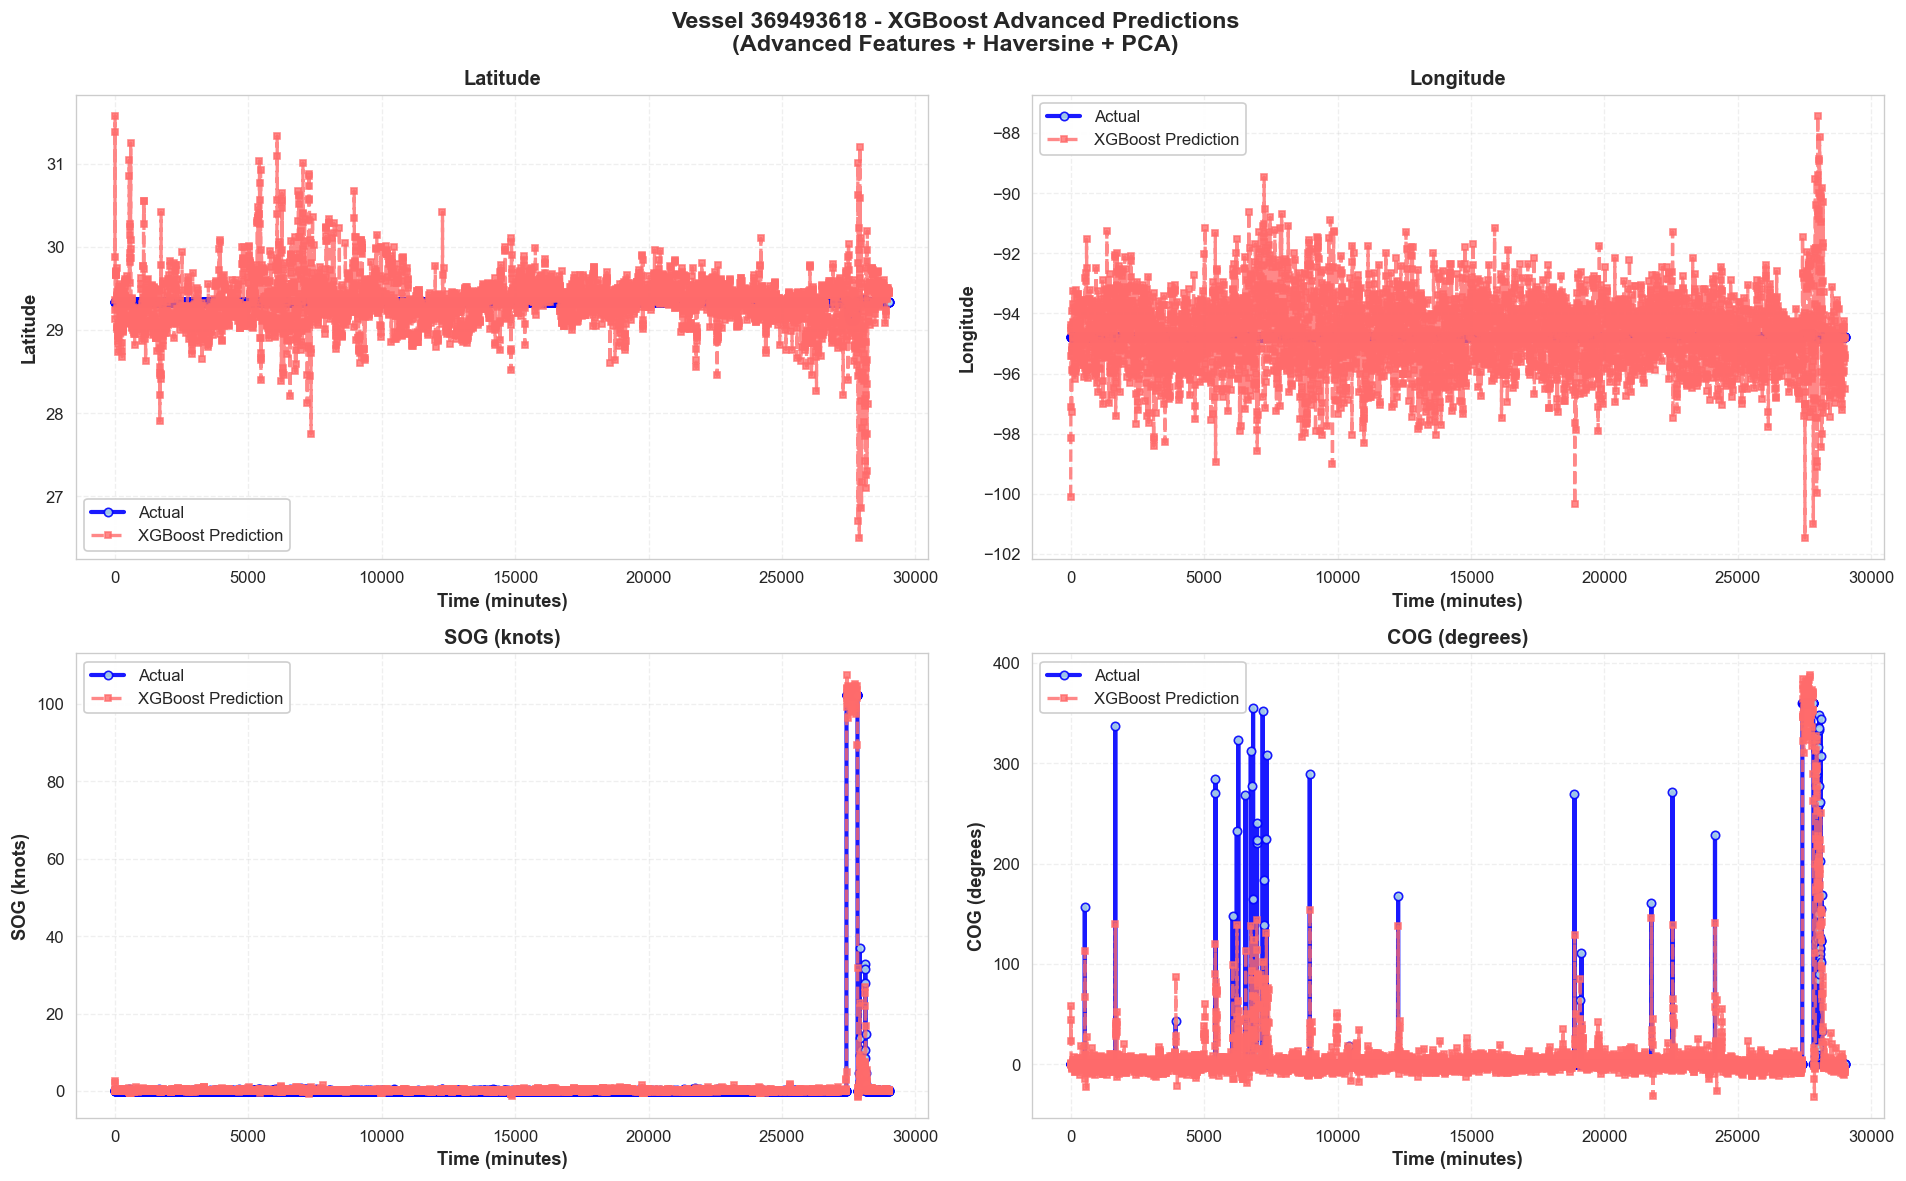 Vessel 369493618 - XGBoost Advanced Predictions
(Advanced Features + Haversine + PCA)
Latitude
31
30
29
28
27
Latitude
Actual
XGBoost Prediction
0 5000 10000 15000 20000 25000 30000
Time (minutes)
Longitude
Actual
XGBoost Prediction
−88
−90
−92
−94
−96
−98
−100
−102
Longitude
0 5000 10000 15000 20000 25000 30000
Time (minutes)
SOG (knots)
Actual
XGBoost Prediction
100
80
60
40
20
0
SOG (knots)
0 5000 10000 15000 20000 25000 30000
Time (minutes)
COG (degrees)
Actual
XGBoost Prediction
400
300
200
100
0
COG (degrees)
0 5000 10000 15000 20000 25000 30000
Time (minutes)